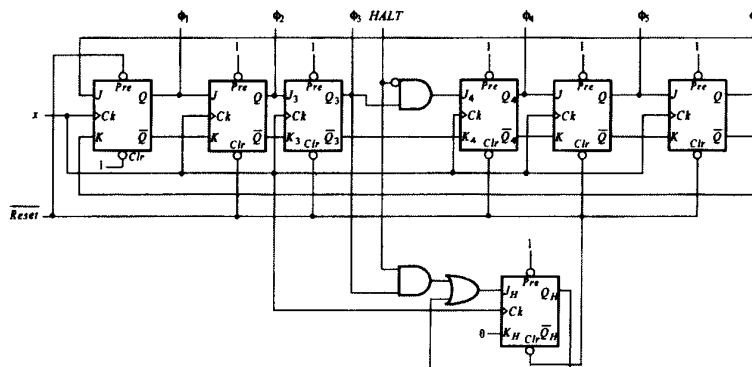 ϕ1 ϕ2 ϕ3 HALT ϕ4 ϕ5 ϕ
1 1 1 1 1
Pre Pre Pre Pre Pre Pre
J Q J Q J3 Q3 J4 Q4 J Q J Q
x Ck Ck Ck Ck Ck Ck
K Q̅ K Q̅ K3 Q̅3 K4 Q̅4 K Q̅ K Q̅
Clr Clr Clr Clr Clr Clr
1
R̅e̅s̅e̅t̅
1
Pre
JH QH
Ck
0 KH Q̅H
Clr